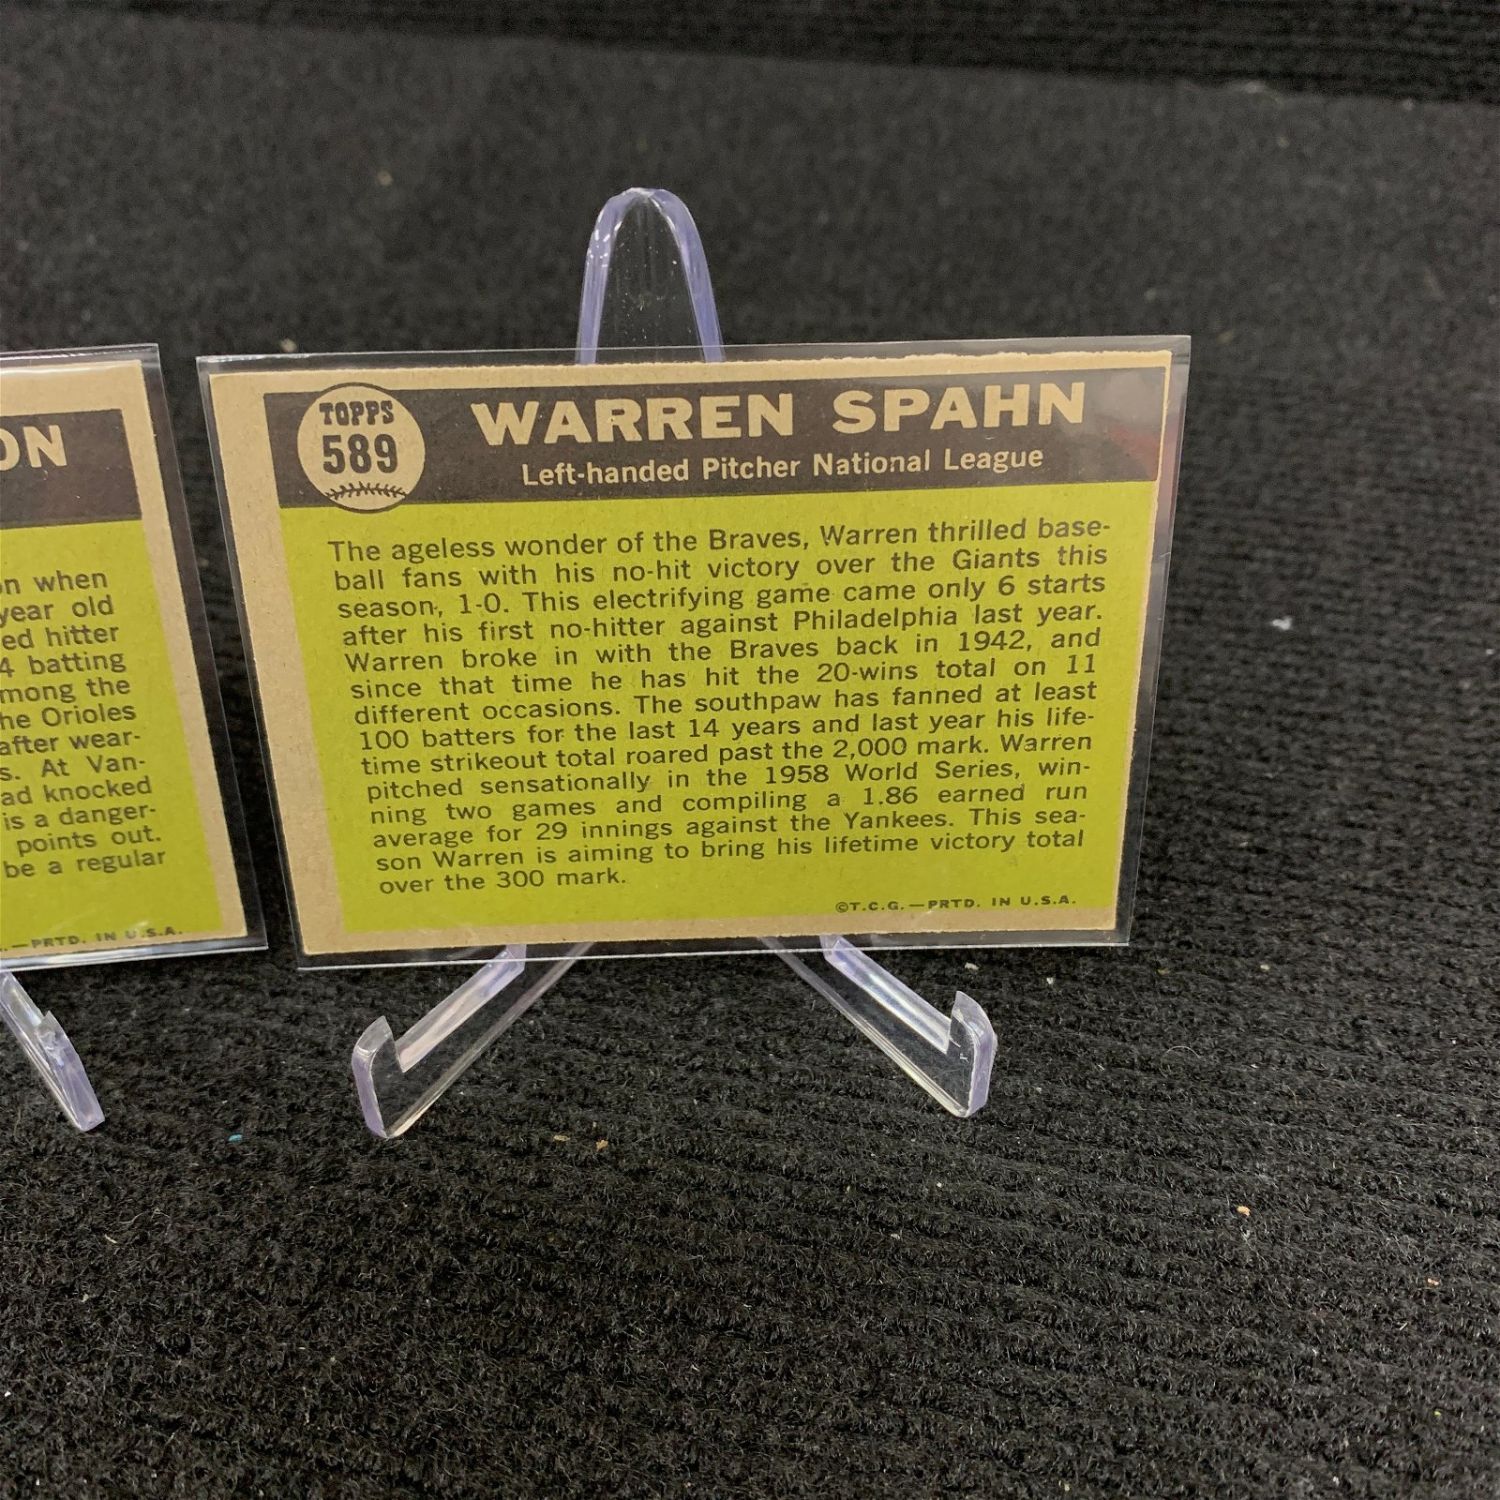 ON
on when
year old
ed hitter
4 batting
mong the
he Orioles
after wear-
s. At Van-
ad knocked
is a danger-
points out.
be a regular
.—PRTD. IN U.S.A.
TOPPS
589
WARREN SPAHN
Left-handed Pitcher National League
The ageless wonder of the Braves, Warren thrilled base-
ball fans with his no-hit victory over the Giants this
season, 1-0. This electrifying game came only 6 starts
after his first no-hitter against Philadelphia last year.
Warren broke in with the Braves back in 1942, and
since that time he has hit the 20-wins total on 11
different occasions. The southpaw has fanned at least
100 batters for the last 14 years and last year his life-
time strikeout total roared past the 2,000 mark. Warren
pitched sensationally in the 1958 World Series, win-
ning two games and compiling a 1.86 earned run
average for 29 innings against the Yankees. This sea-
son Warren is aiming to bring his lifetime victory total
over the 300 mark.
©T.C.G.—PRTD. IN U.S.A.